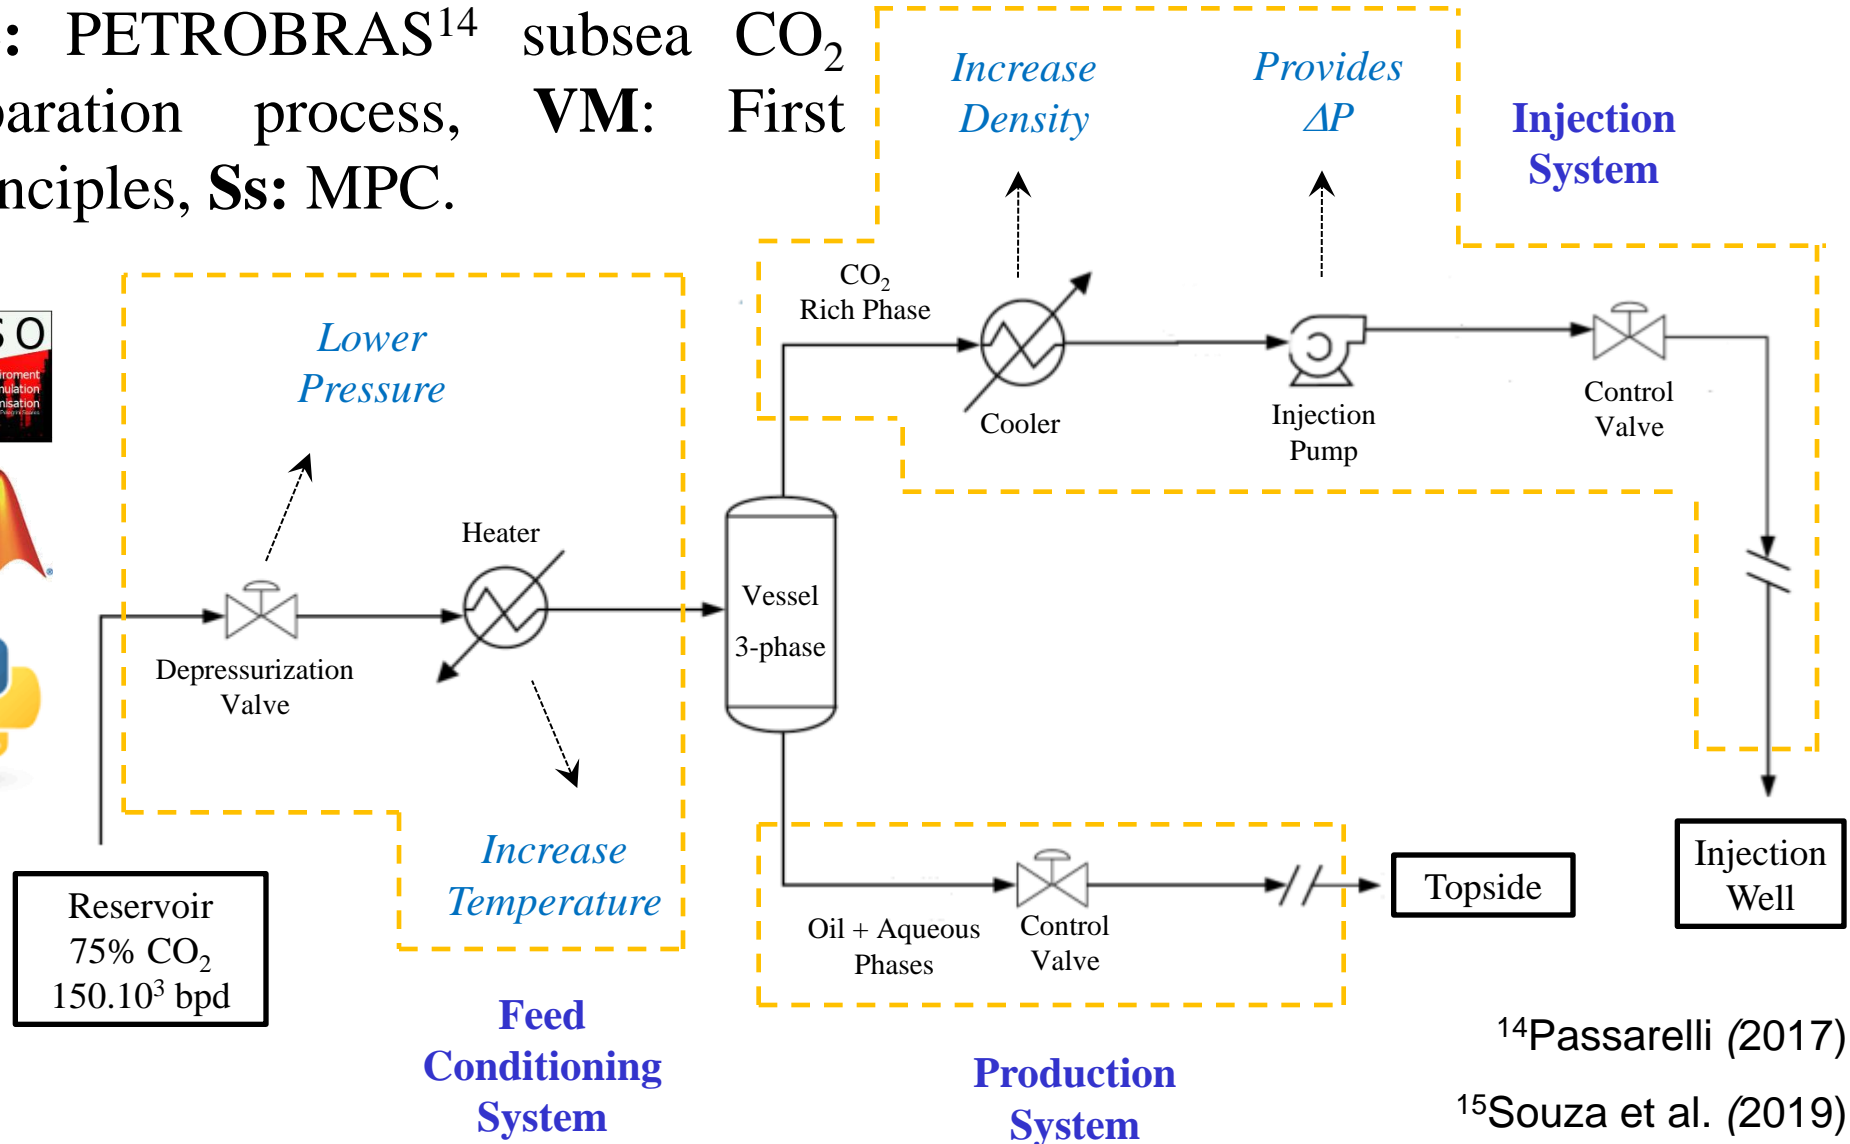 : PETROBRAS¹⁴ subsea CO₂
paration process, VM: First
nciples, Ss: MPC.
Increase
Density
Provides
ΔP
Injection
System
S O
iroment
mulation
misation
Lower
Pressure
CO₂
Rich Phase
Cooler
Injection
Pump
Control
Valve
Heater
Vessel
3-phase
Depressurization
Valve
Increase
Temperature
Reservoir
75% CO₂
150.10³ bpd
Oil + Aqueous
Phases
Control
Valve
Topside
Injection
Well
Feed
Conditioning
System
Production
System
¹⁴Passarelli (2017)
¹⁵Souza et al. (2019)